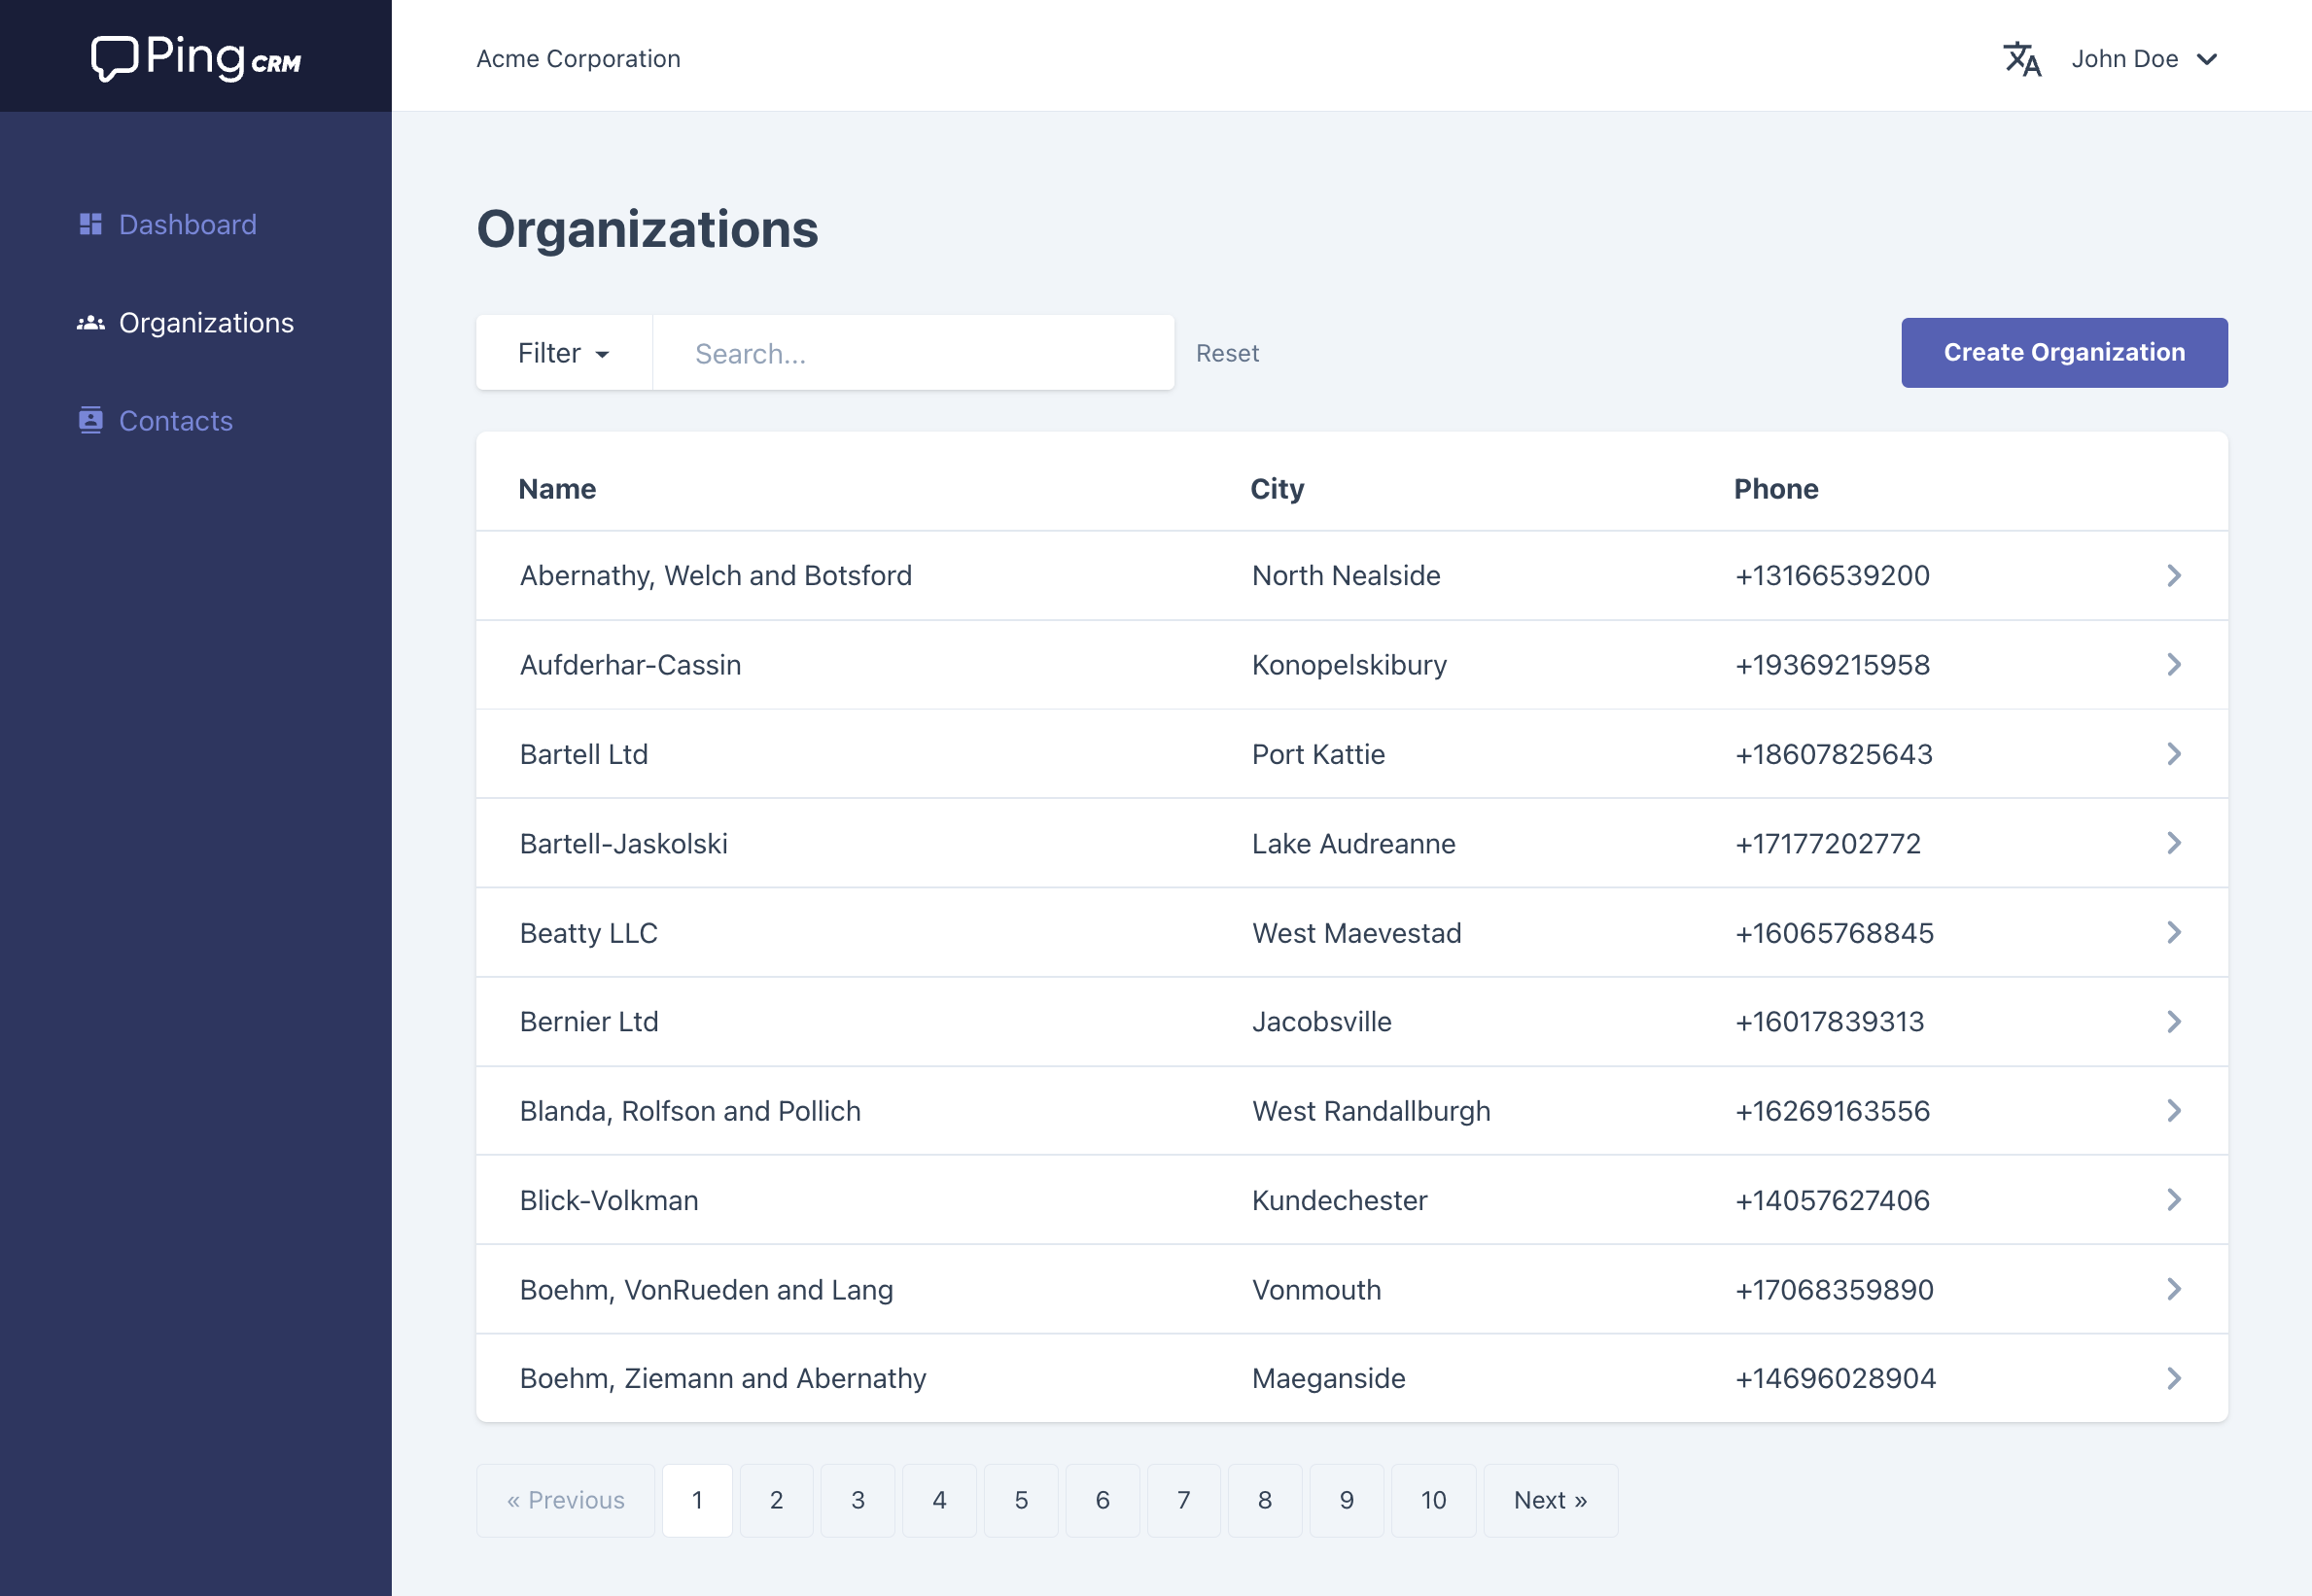 Ping CRM
Acme Corporation
John Doe
Dashboard
Organizations
Contacts
Organizations
Filter
Search...
Reset
Create Organization
Name City Phone
Abernathy, Welch and Botsford North Nealside +13166539200
Aufderhar-Cassin Konopelskibury +19369215958
Bartell Ltd Port Kattie +18607825643
Bartell-Jaskolski Lake Audreanne +17177202772
Beatty LLC West Maevestad +16065768845
Bernier Ltd Jacobsville +16017839313
Blanda, Rolfson and Pollich West Randallburgh +16269163556
Blick-Volkman Kundechester +14057627406
Boehm, VonRueden and Lang Vonmouth +17068359890
Boehm, Ziemann and Abernathy Maeganside +14696028904
« Previous 1 2 3 4 5 6 7 8 9 10 Next »